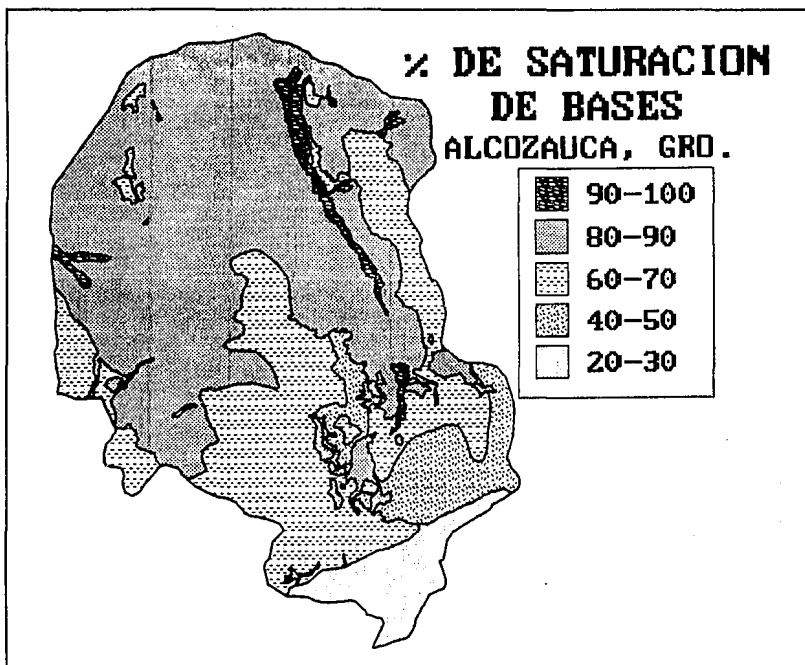 % DE SATURACION
DE BASES
ALCOZAUCA, GRO.
90-100
80-90
60-70
40-50
20-30